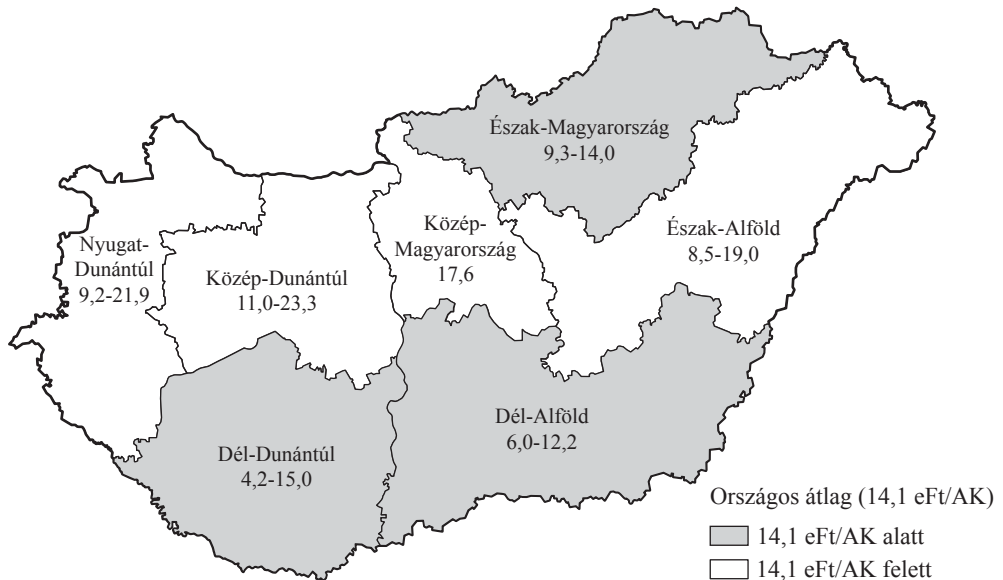 Észak-Magyarország
9,3-14,0
Nyugat-
Dunántúl
9,2-21,9
Közép-Dunántúl
11,0-23,3
Közép-
Magyarország
17,6
Észak-Alföld
8,5-19,0
Dél-Dunántúl
4,2-15,0
Dél-Alföld
6,0-12,2
Országos átlag (14,1 eFt/AK)
14,1 eFt/AK alatt
14,1 eFt/AK felett